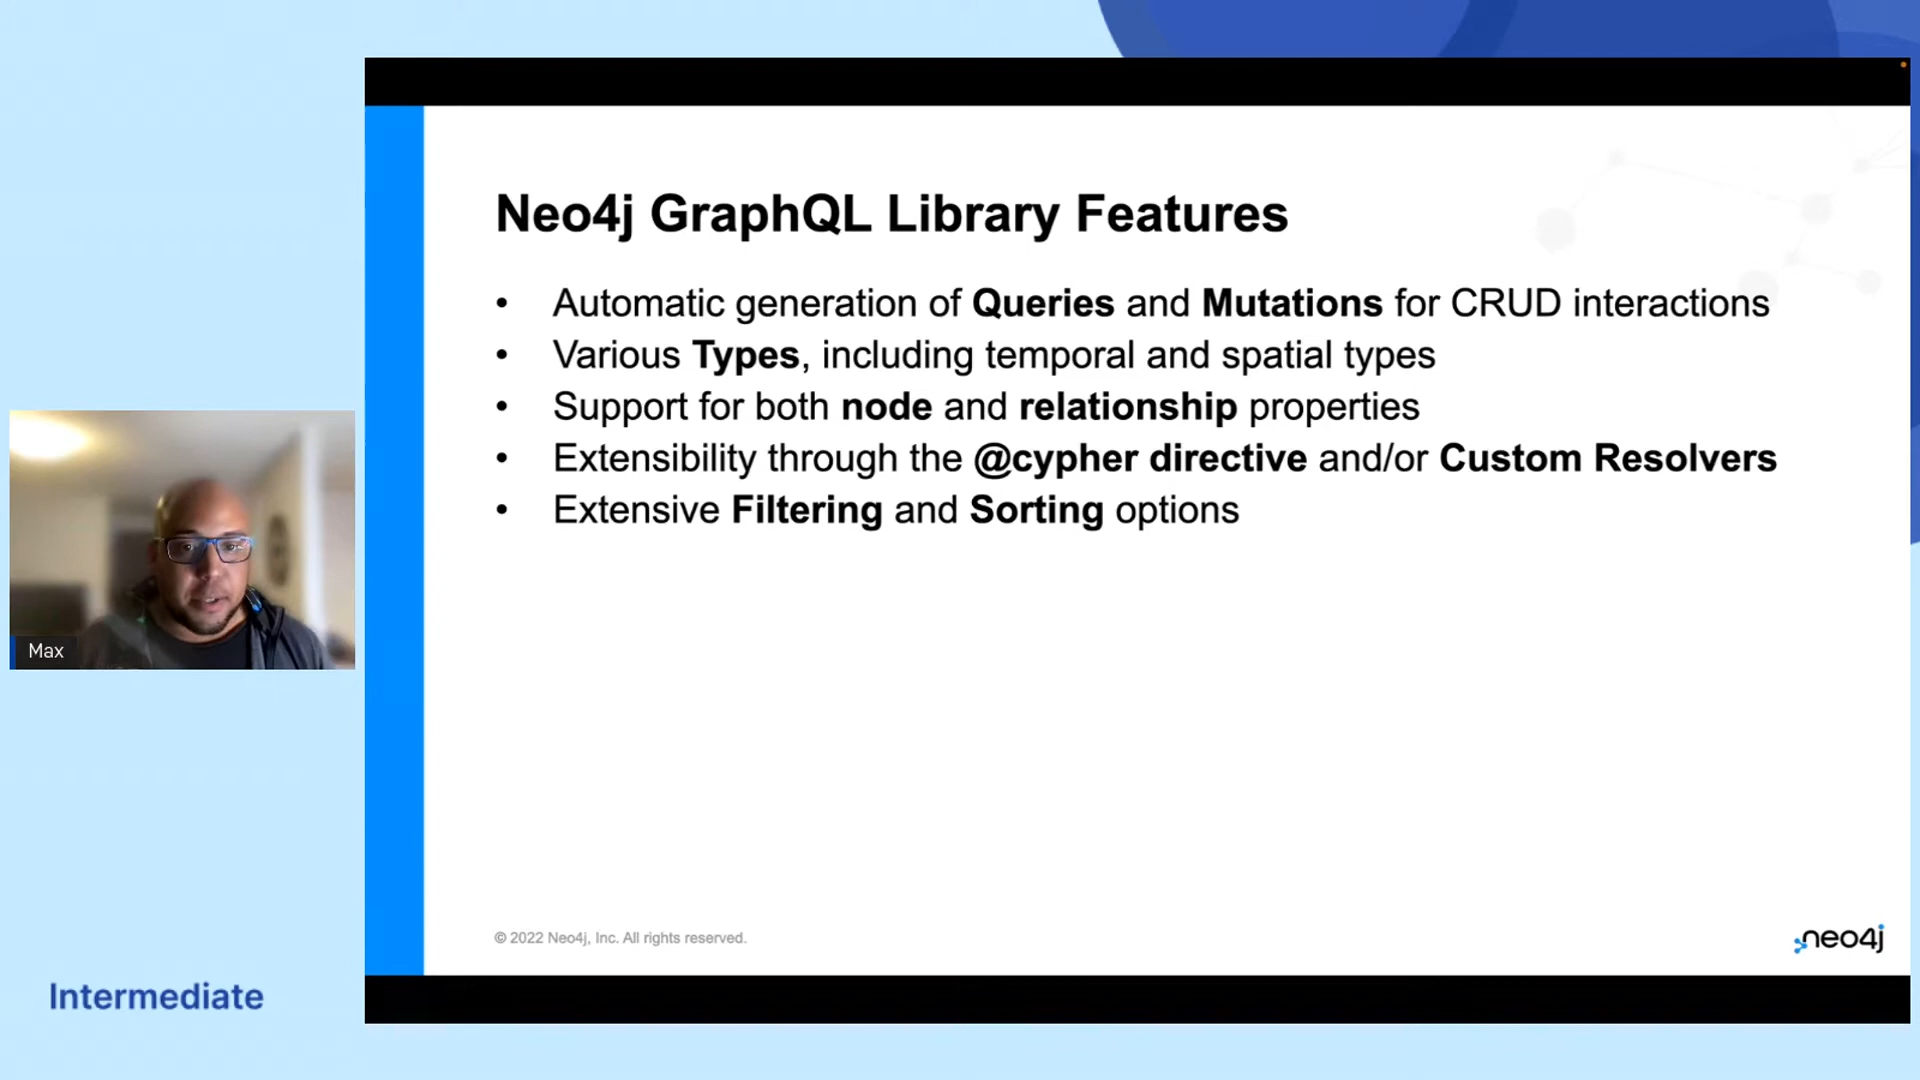 Neo4j GraphQL Library Features
• Automatic generation of Queries and Mutations for CRUD interactions
• Various Types, including temporal and spatial types
• Support for both node and relationship properties
• Extensibility through the @cypher directive and/or Custom Resolvers
• Extensive Filtering and Sorting options
Max
© 2022 Neo4j, Inc. All rights reserved.
neo4j
Intermediate